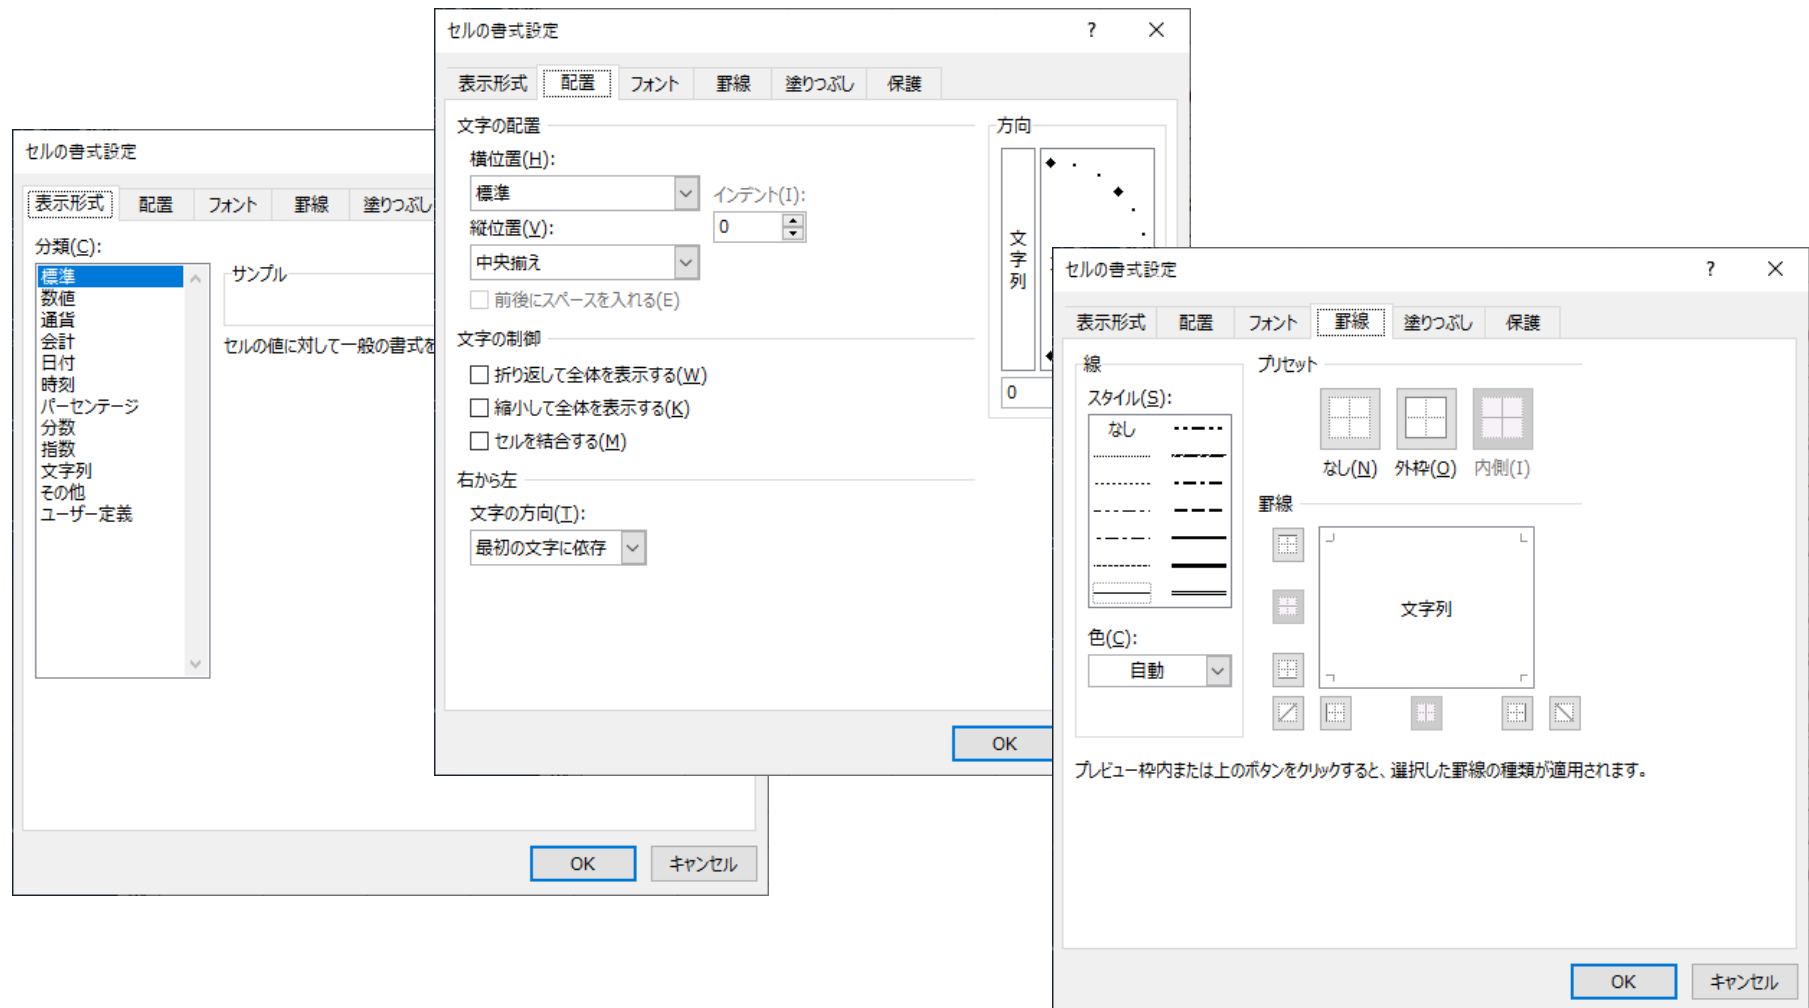 セルの書式設定
表示形式 配置 フォント 罫線 塗りつぶし
分類(C):
標準
数値
通貨
会計
日付
時刻
パーセンテージ
分数
指数
文字列
その他
ユーザー定義
サンプル
セルの値に対して一般の書式を
OK キャンセル
セルの書式設定 ?
表示形式 配置 フォント 罫線 塗りつぶし 保護
文字の配置
横位置(H):
標準
インデント(I):
0
縦位置(V):
中央揃え
前後にスペースを入れる(E)
文字の制御
折り返して全体を表示する(W)
縮小して全体を表示する(K)
セルを結合する(M)
右から左
文字の方向(T):
最初の文字に依存
方向
文字列
0
OK
セルの書式設定 ?
表示形式 配置 フォント 罫線 塗りつぶし 保護
線
スタイル(S):
なし
色(C):
自動
プリセット
なし(N) 外枠(O) 内側(I)
罫線
文字列
プレビュー枠内または上のボタンをクリックすると、選択した罫線の種類が適用されます。
OK キャンセル